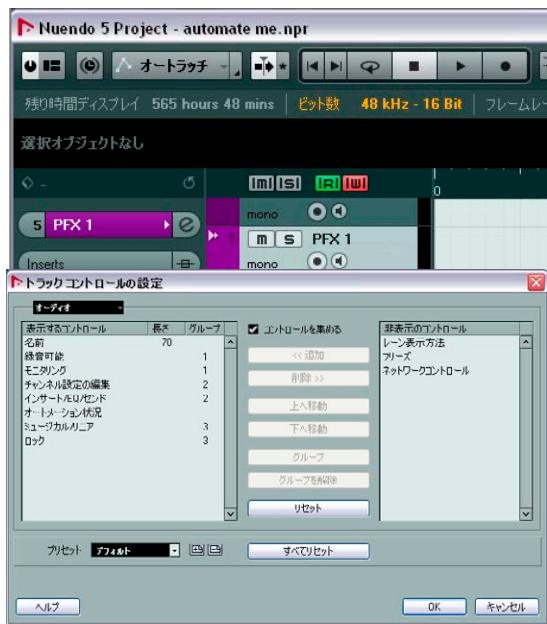 Nuendo 5 Project - automate me.npr
オートラッチ
残り時間ディスプレイ 565 hours 48 mins ビット数 48 kHz - 16 Bit フレームレー
選択オブジェクトなし
m S R W
0
mono
5 PFX 1 e
m S PFX 1
Inserts mono
トラックコントロールの設定
オーディオ
表示するコントロール 長さ グループ
名前 70
録音可能 1
モニタリング 1
チャンネル設定の編集 2
インサート/EQ/センド 2
オートメーション状況
ミュージカル/リニア 3
ロック 3
コントロールを集める
<< 追加
削除 >>
上へ移動
下へ移動
グループ
グループを解除
リセット
非表示のコントロール
レーン表示方法
フリーズ
ネットワークコントロール
プリセット デフォルト すべてリセット
ヘルプ OK キャンセル